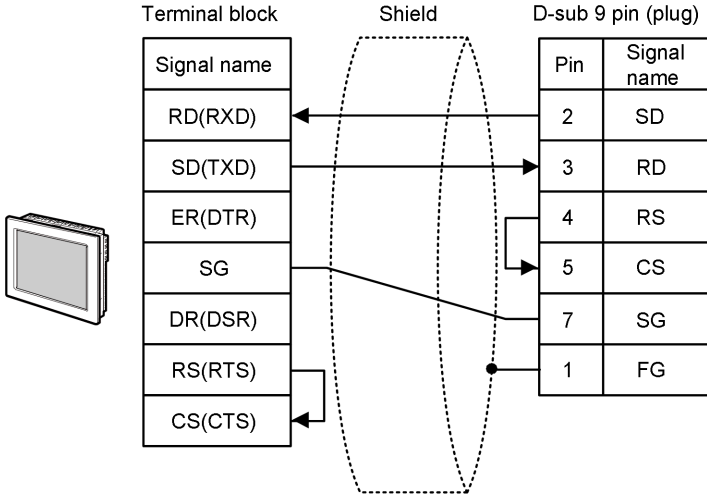 Terminal block
Shield
D-sub 9 pin (plug)
Signal name
Pin
Signal
name
RD(RXD)
2
SD
SD(TXD)
3
RD
ER(DTR)
4
RS
SG
5
CS
DR(DSR)
7
SG
RS(RTS)
1
FG
CS(CTS)